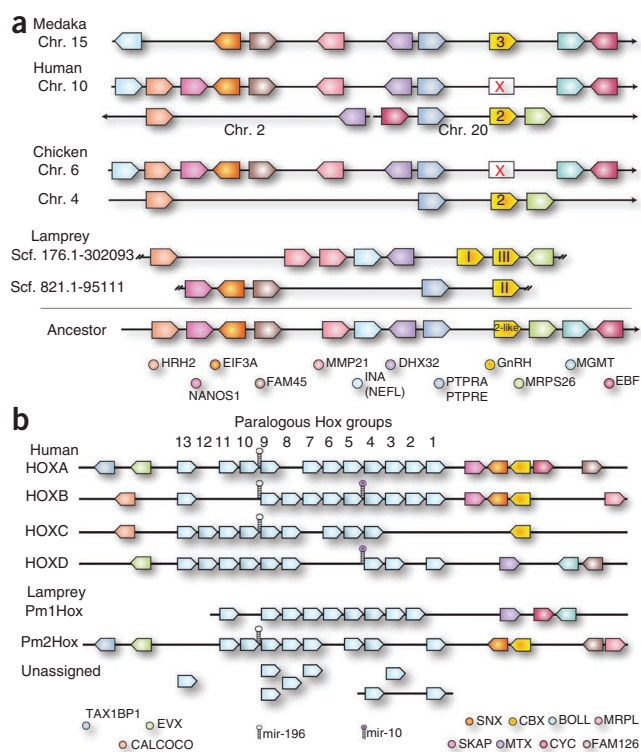 a
Medaka
Chr. 15
3
Human
Chr. 10
X
2
Chr. 2
Chr. 20
Chicken
Chr. 6
X
Chr. 4
2
Lamprey
Scf. 176.1-302093
I
III
Scf. 821.1-95111
II
Ancestor
2-like
HRH2
EIF3A
MMP21
DHX32
GnRH
MGMT
NANOS1
FAM45
INA
(NEFL)
PTPRA
PTPRE
MRPS26
EBF
b
Paralogous Hox groups
13 12 11 10 9 8 7 6 5 4 3 2 1
Human
HOXA
HOXB
HOXC
HOXD
Lamprey
Pm1Hox
Pm2Hox
Unassigned
TAX1BP1
EVX
CALCOCO
mir-196
mir-10
SNX
CBX
BOLL
MRPL
SKAP
MTX
CYC
FAM126